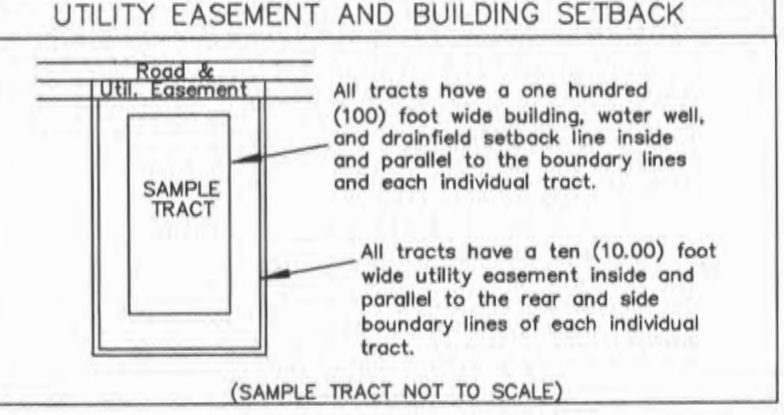 UTILITY EASEMENT AND BUILDING SETBACK
Road &
Util. Easement
All tracts have a one hundred
(100) foot wide building, water well,
and drainfield setback line inside
and parallel to the boundary lines
and each individual tract.
SAMPLE
TRACT
All tracts have a ten (10.00) foot
wide utility easement inside and
parallel to the rear and side
boundary lines of each individual
tract.
(SAMPLE TRACT NOT TO SCALE)